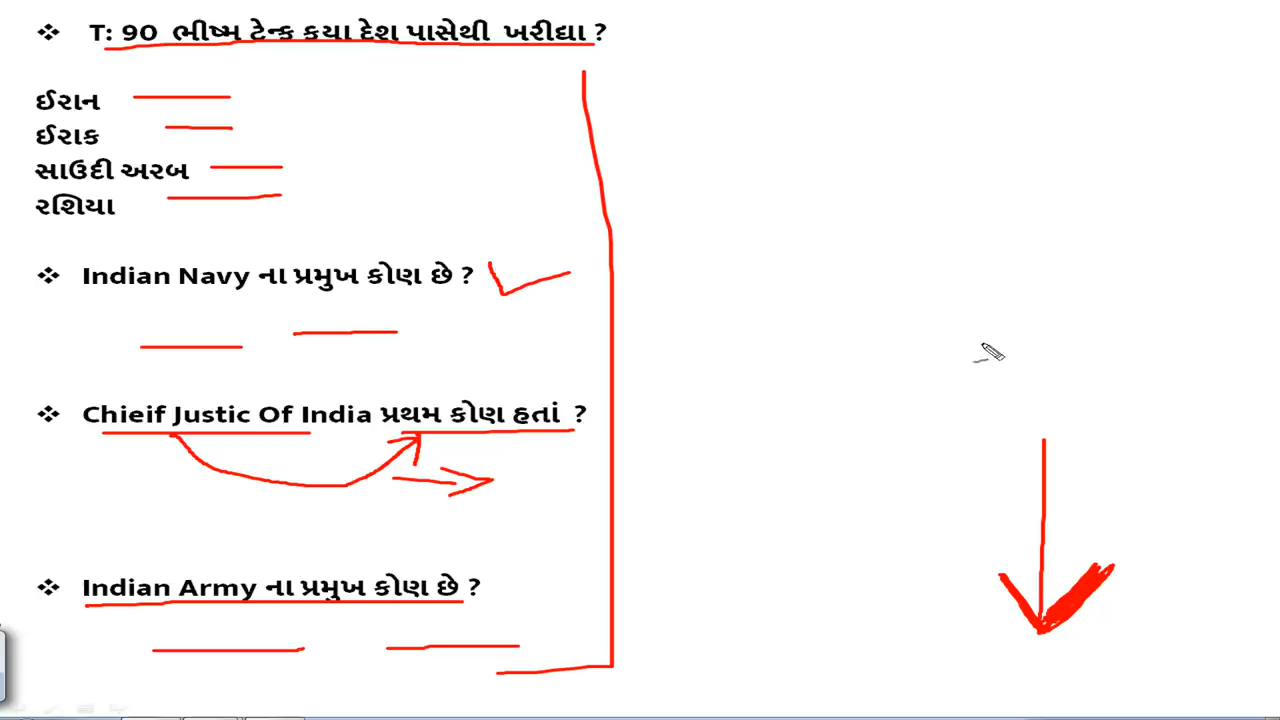 ❖ T: 90 ભીષ્મ ટેન્ક કયા દેશ પાસેથી ખરીદ્યા ?
ઈરાન
ઈરાક
સાઉદી અરબ
રશિયા
❖ Indian Navy ના પ્રમુખ કોણ છે ?
❖ Chieif Justic Of India પ્રથમ કોણ હતાં ?
❖ Indian Army ના પ્રમુખ કોણ છે ?